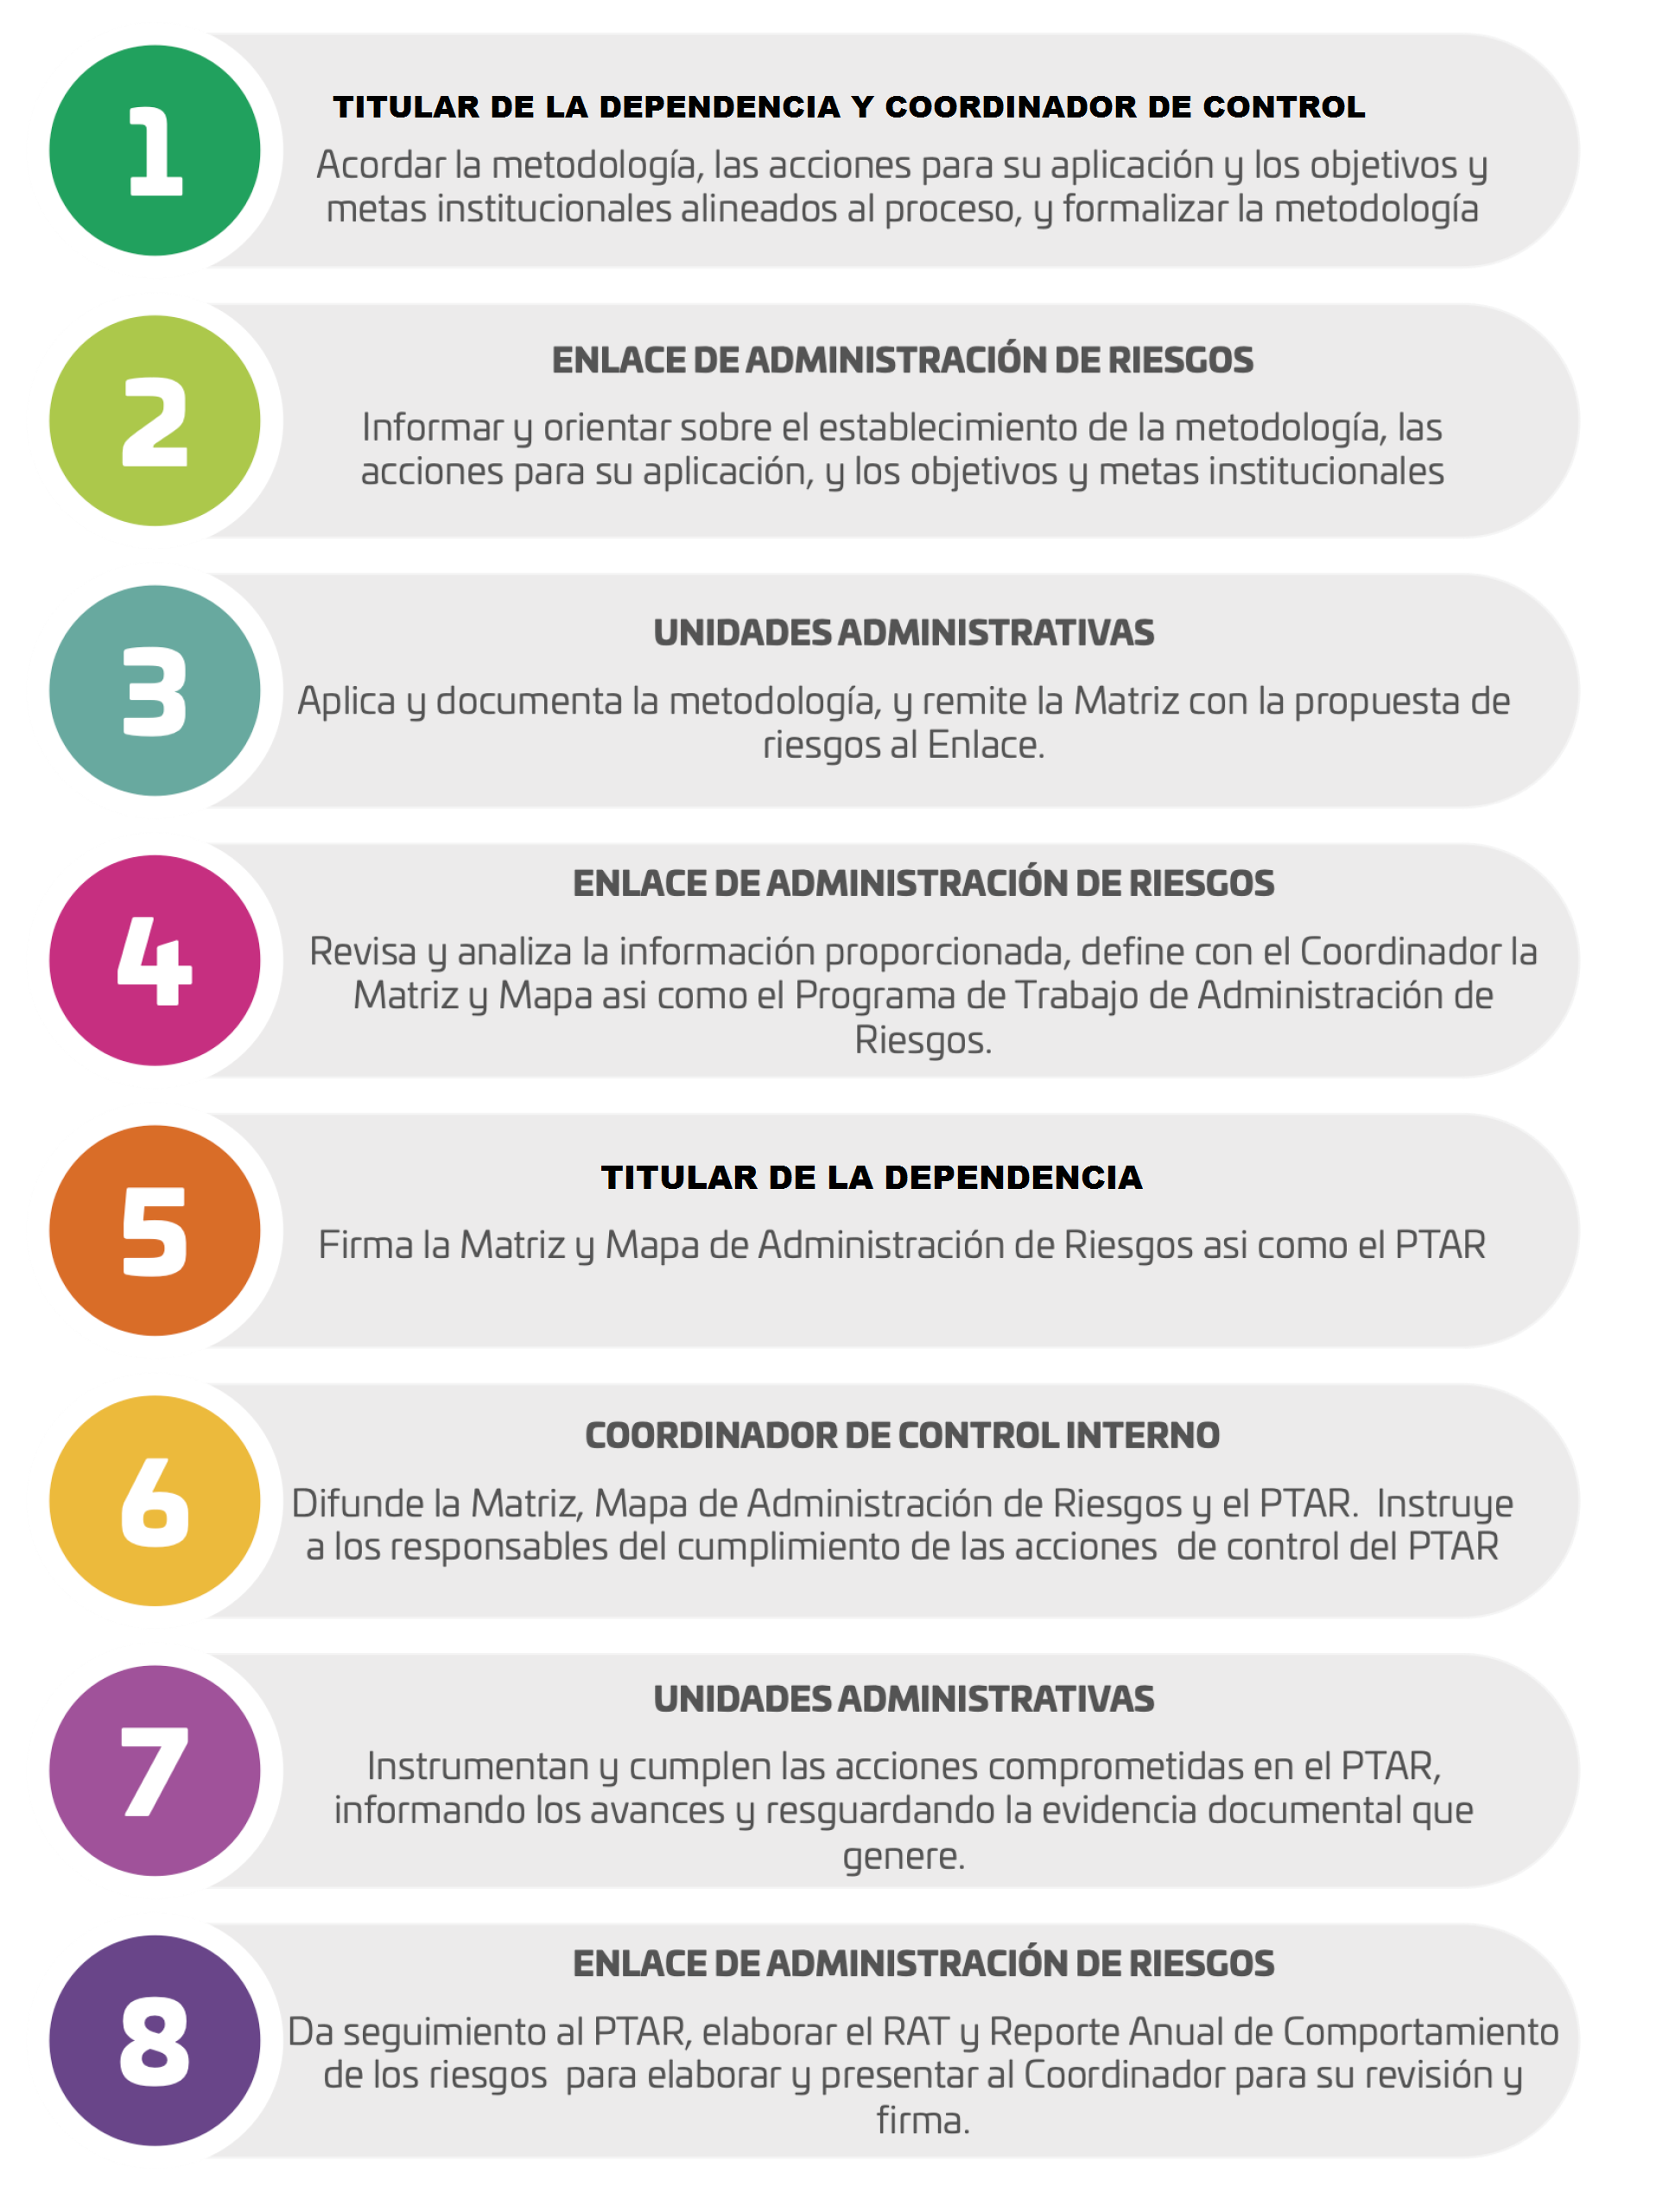 1
TITULAR DE LA DEPENDENCIA Y COORDINADOR DE CONTROL
Acordar la metodología, las acciones para su aplicación y los objetivos y
metas institucionales alineados al proceso, y formalizar la metodología
2
ENLACE DE ADMINISTRACIÓN DE RIESGOS
Informar y orientar sobre el establecimiento de la metodología, las
acciones para su aplicación, y los objetivos y metas institucionales
3
UNIDADES ADMINISTRATIVAS
Aplica y documenta la metodología, y remite la Matriz con la propuesta de
riesgos al Enlace.
4
ENLACE DE ADMINISTRACIÓN DE RIESGOS
Revisa y analiza la información proporcionada, define con el Coordinador la
Matriz y Mapa asi como el Programa de Trabajo de Administración de
Riesgos.
5
TITULAR DE LA DEPENDENCIA
Firma la Matriz y Mapa de Administración de Riesgos asi como el PTAR
6
COORDINADOR DE CONTROL INTERNO
Difunde la Matriz, Mapa de Administración de Riesgos y el PTAR.  Instruye
a los responsables del cumplimiento de las acciones  de control del PTAR
7
UNIDADES ADMINISTRATIVAS
Instrumentan y cumplen las acciones comprometidas en el PTAR,
informando los avances y resguardando la evidencia documental que
genere.
8
ENLACE DE ADMINISTRACIÓN DE RIESGOS
Da seguimiento al PTAR, elaborar el RAT y Reporte Anual de Comportamiento
de los riesgos  para elaborar y presentar al Coordinador para su revisión y
firma.